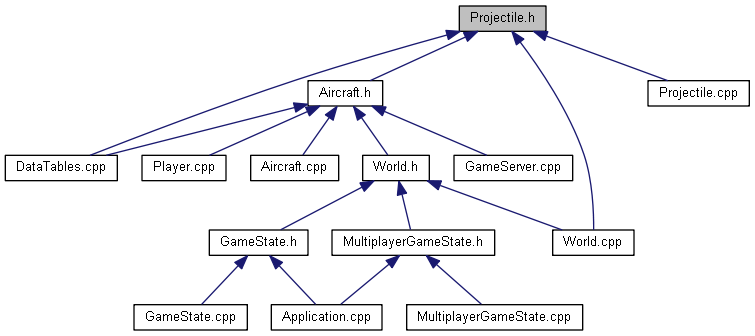 Projectile.h
Aircraft.h
Projectile.cpp
DataTables.cpp
Player.cpp
Aircraft.cpp
World.h
GameServer.cpp
GameState.h
MultiplayerGameState.h
World.cpp
GameState.cpp
Application.cpp
MultiplayerGameState.cpp